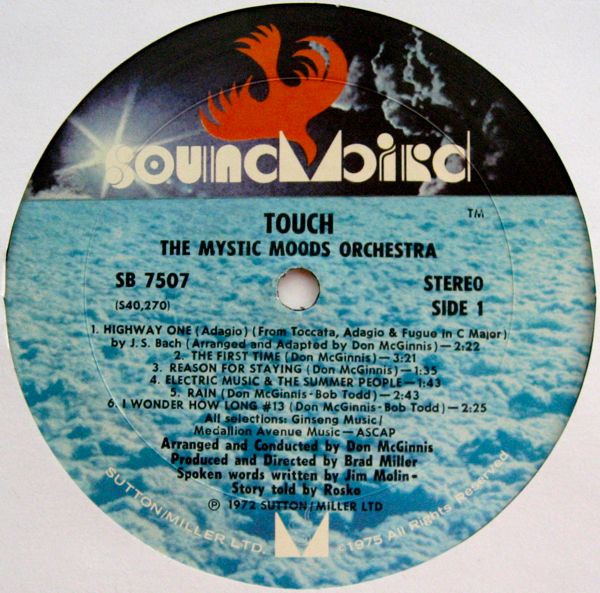 soundbird
TM
TOUCH
THE MYSTIC MOODS ORCHESTRA
SB 7507
STEREO
(S40,270)
SIDE 1
1. HIGHWAY ONE (Adagio) (From Toccata, Adagio & Fugue In C Major)
by J.S. Bach (Arranged and Adapted by Don McGinnis)—2:22
2. THE FIRST TIME (Don McGinnis)—3:21
3. REASON FOR STAYING (Don McGinnis)—1:35
4. ELECTRIC MUSIC & THE SUMMER PEOPLE—1:43
5. RAIN (Don McGinnis-Bob Todd)—2:43
6. I WONDER HOW LONG #13 (Don McGinnis-Bob Todd)—2:25
All selections: Ginseng Music/
Medallion Avenue Music—ASCAP
Arranged and Conducted by Don McGinnis
Produced and Directed by Brad Miller
Spoken words written by Jim Molin-
Story told by Rosko
℗ 1972 SUTTON/MILLER LTD
SUTTON/MILLER LTD.
©1975 All Rights Reserved